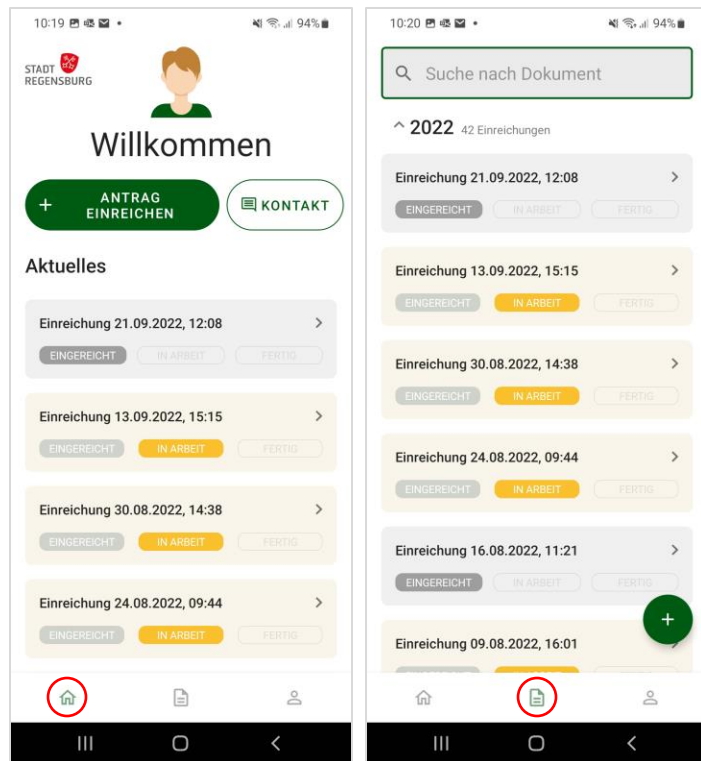 10:19
94%
STADT
REGENSBURG
Willkommen
+ ANTRAG
EINREICHEN
KONTAKT
Aktuelles
Einreichung 21.09.2022, 12:08
EINGEREICHT IN ARBEIT FERTIG
Einreichung 13.09.2022, 15:15
EINGEREICHT IN ARBEIT FERTIG
Einreichung 30.08.2022, 14:38
EINGEREICHT IN ARBEIT FERTIG
Einreichung 24.08.2022, 09:44
EINGEREICHT IN ARBEIT FERTIG
10:20
94%
Suche nach Dokument
2022 42 Einreichungen
Einreichung 21.09.2022, 12:08
EINGEREICHT IN ARBEIT FERTIG
Einreichung 13.09.2022, 15:15
EINGEREICHT IN ARBEIT FERTIG
Einreichung 30.08.2022, 14:38
EINGEREICHT IN ARBEIT FERTIG
Einreichung 24.08.2022, 09:44
EINGEREICHT IN ARBEIT FERTIG
Einreichung 16.08.2022, 11:21
EINGEREICHT IN ARBEIT FERTIG
+
Einreichung 09.08.2022, 16:01
EINGEREICHT IN ARBEIT